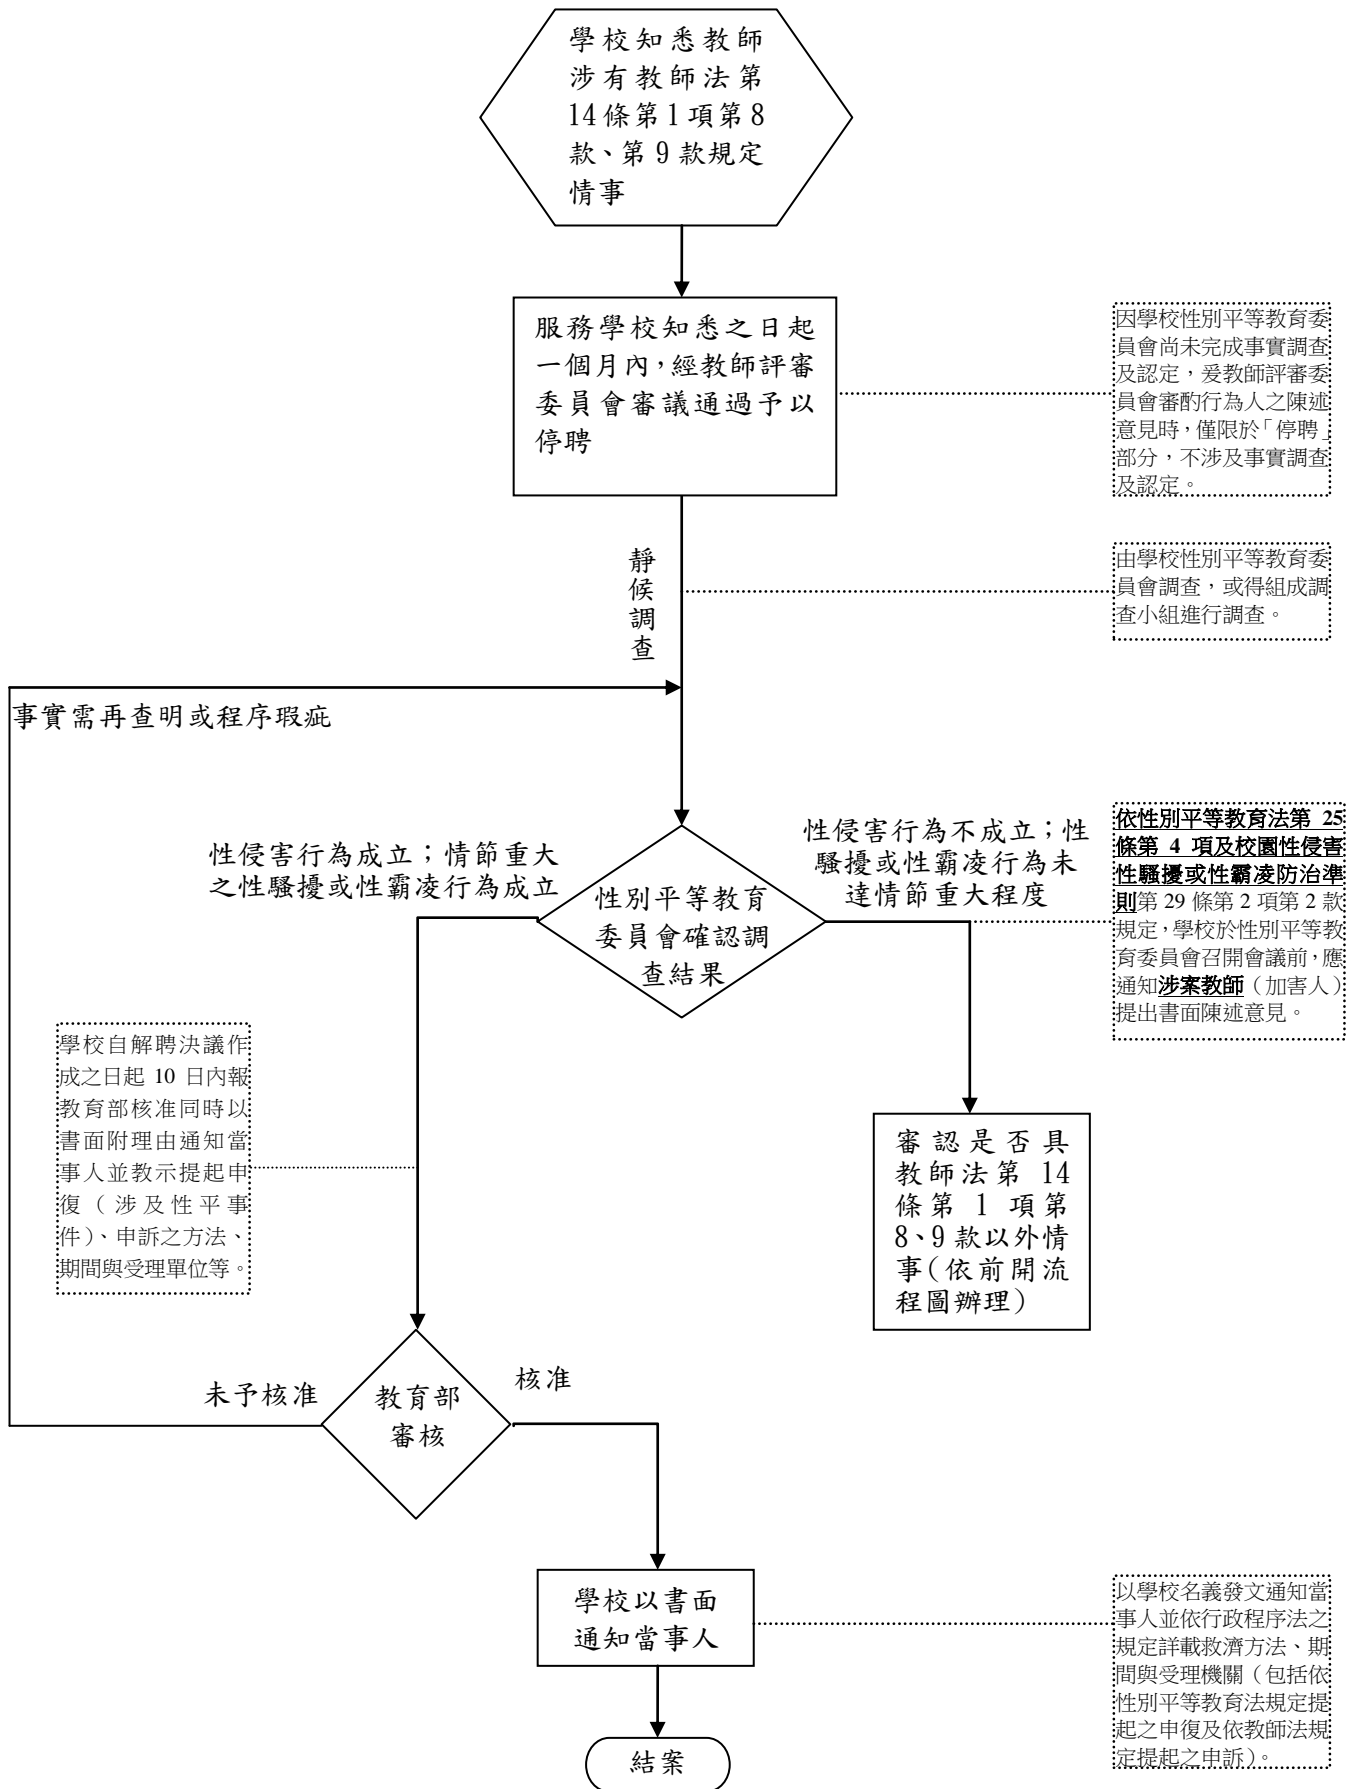 學校知悉教師
涉有教師法第
14條第1項第8
款、第9款規定
情事
服務學校知悉之日起
一個月內，經教師評審
委員會審議通過予以
停聘
因學校性別平等教育委
員會尚未完成事實調查
及認定，爰教師評審委
員會審酌行為人之陳述
意見時，僅限於「停聘」
部分，不涉及事實調查
及認定。
靜
候
調
查
由學校性別平等教育委
員會調查，或得組成調
查小組進行調查。
事實需再查明或程序瑕疵
性侵害行為成立；情節重大
之性騷擾或性霸凌行為成立
性別平等教育
委員會確認調
查結果
性侵害行為不成立；性
騷擾或性霸凌行為未
達情節重大程度
依性別平等教育法第 25
條第 4 項及校園性侵害
性騷擾或性霸凌防治準
則第 29 條第 2 項第 2 款
規定，學校於性別平等教
育委員會召開會議前，應
通知涉案教師（加害人）
提出書面陳述意見。
學校自解聘決議作
成之日起 10 日內報
教育部核准同時以
書面附理由通知當
事人並教示提起申
復（涉及性平事
件）、申訴之方法、
期間與受理單位等。
審認是否具
教師法第 14
條第 1 項第
8、9款以外情
事（依前開流
程圖辦理）
未予核准
教育部
審核
核准
學校以書面
通知當事人
以學校名義發文通知當
事人並依行政程序法之
規定詳載救濟方法、期
間與受理機關（包括依
性別平等教育法規定提
起之申復及依教師法規
定提起之申訴）。
結案